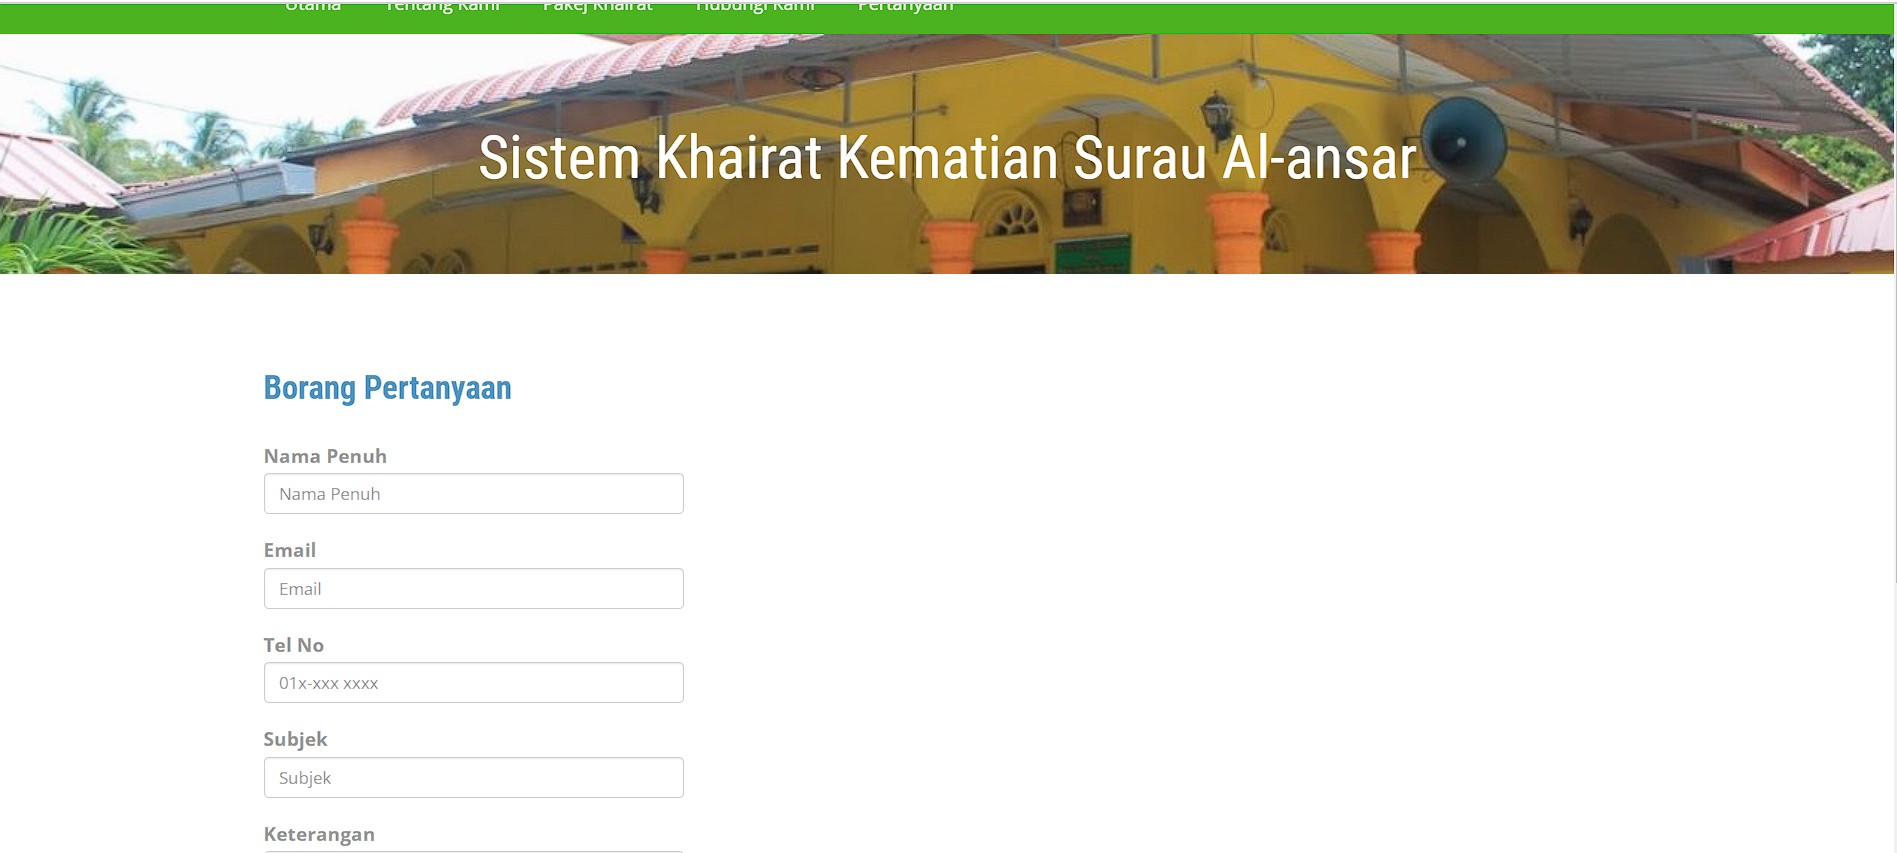 Utama Tentang Kami Pakej Khairat Hubungi Kami Pertanyaan
Sistem Khairat Kematian Surau Al-ansar
Borang Pertanyaan
Nama Penuh
Nama Penuh
Email
Email
Tel No
01x-xxx xxxx
Subjek
Subjek
Keterangan